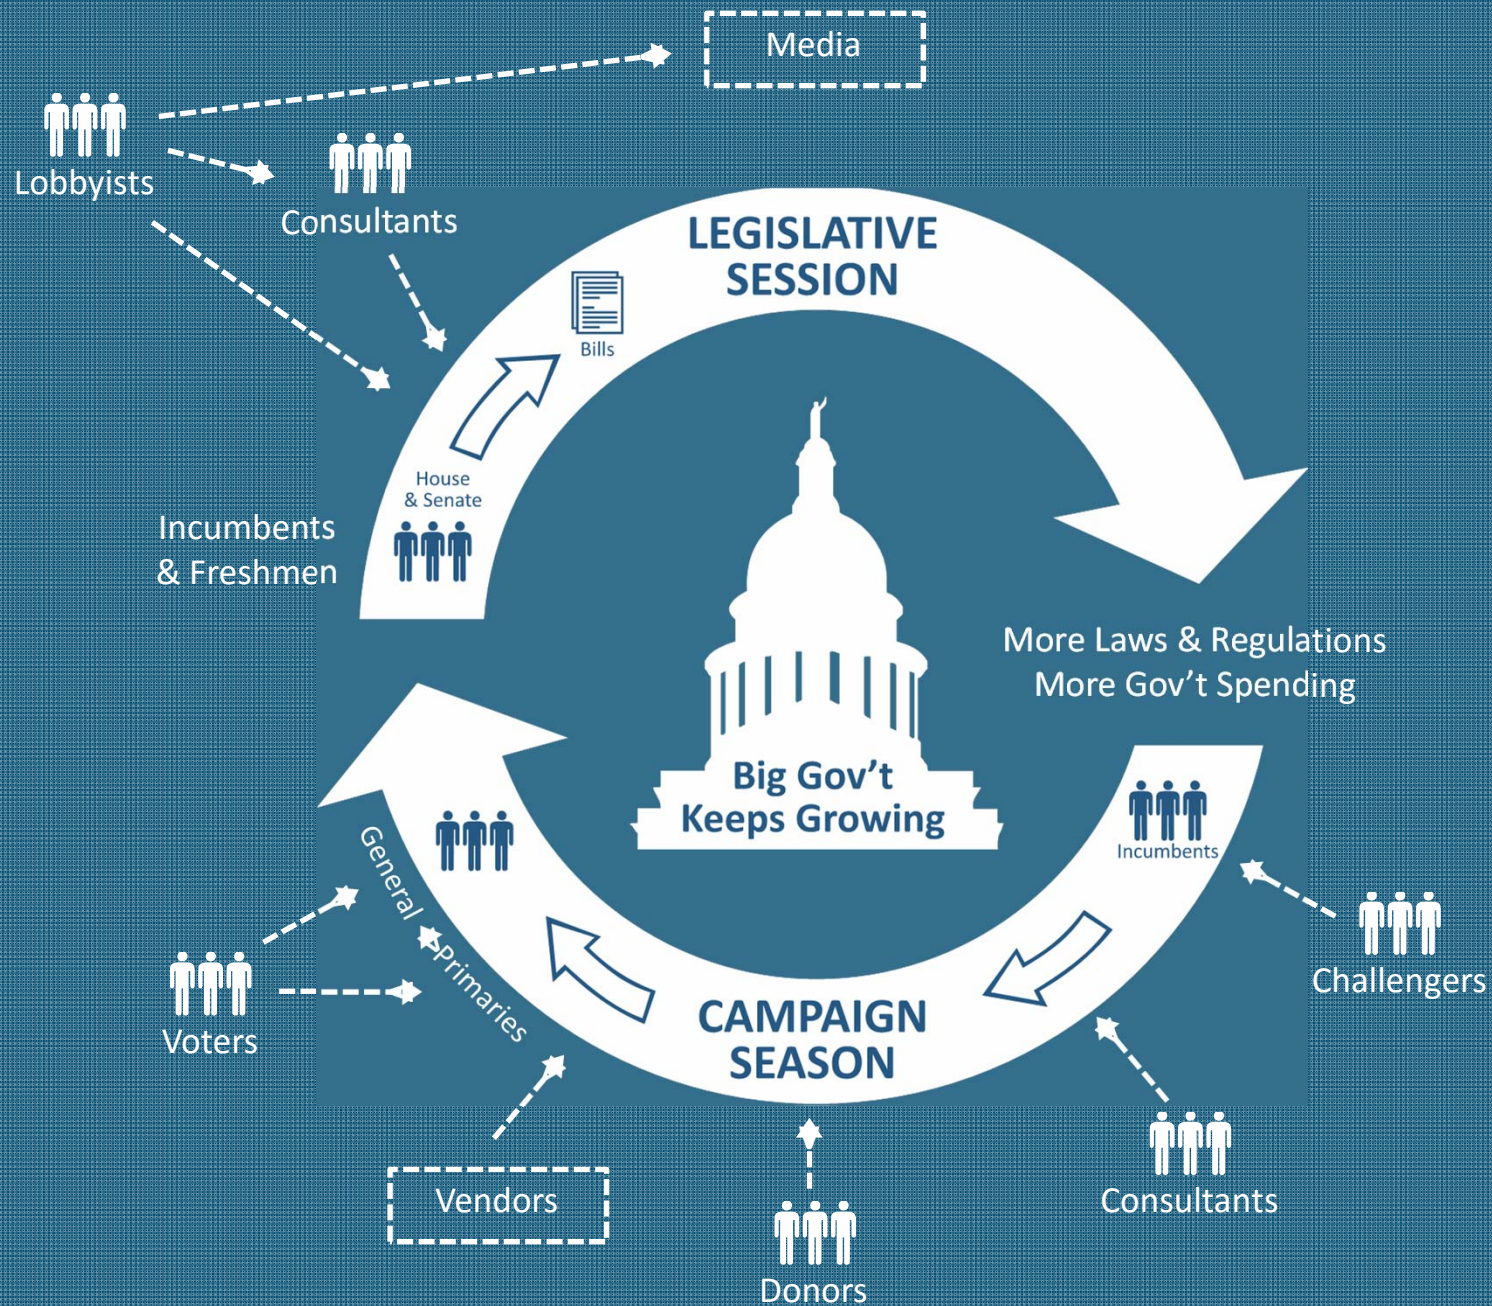 Media
Lobbyists
Consultants
LEGISLATIVE
SESSION
Bills
House
& Senate
Incumbents
& Freshmen
More Laws & Regulations
More Gov't Spending
Big Gov't
Keeps Growing
Incumbents
General
Primaries
Challengers
CAMPAIGN
SEASON
Voters
Vendors
Consultants
Donors